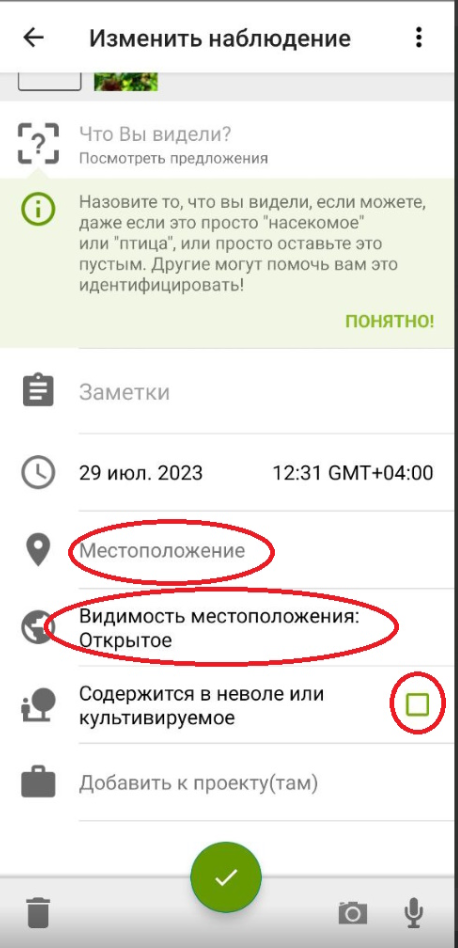 Изменить наблюдение
Что Вы видели?
Посмотреть предложения
Назовите то, что вы видели, если можете,
даже если это просто "насекомое"
или "птица", или просто оставьте это
пустым. Другие могут помочь вам это
идентифицировать!
ПОНЯТНО!
Заметки
29 июл. 2023 12:31 GMT+04:00
Местоположение
Видимость местоположения:
Открытое
Содержится в неволе или
культивируемое
Добавить к проекту(там)